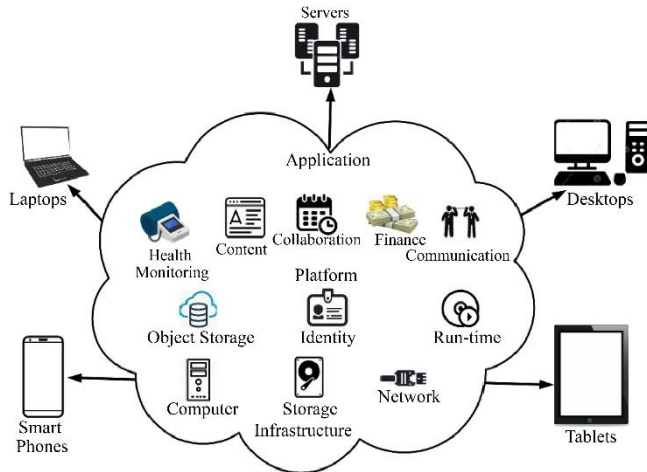 Servers
Application
Laptops
Desktops
Health
Monitoring
Content
Collaboration
Finance
Communication
Platform
Object Storage
Identity
Run-time
Computer
Storage
Infrastructure
Network
Smart
Phones
Tablets